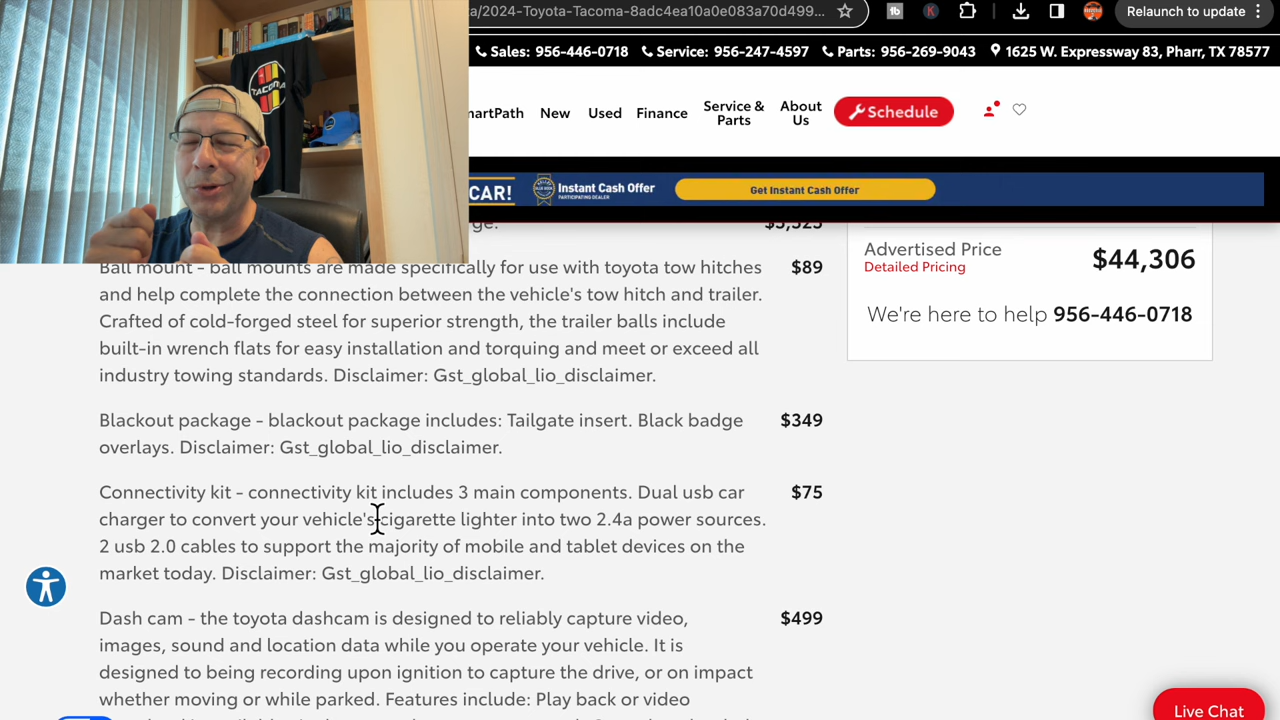 a/2024-Toyota-Tacoma-8adc4ea10a0e083a70d499...
Relaunch to update
Sales: 956-446-0718 Service: 956-247-4597 Parts: 956-269-9043 1625 W. Expressway 83, Pharr, TX 78577
martPath New Used Finance Service & Parts About Us Schedule
TACOMA
CAR! Instant Cash Offer PARTICIPATING DEALER Get Instant Cash Offer
ge. $5,525
Advertised Price $44,306
Detailed Pricing
We're here to help 956-446-0718
Ball mount - ball mounts are made specifically for use with toyota tow hitches $89
and help complete the connection between the vehicle's tow hitch and trailer.
Crafted of cold-forged steel for superior strength, the trailer balls include
built-in wrench flats for easy installation and torquing and meet or exceed all
industry towing standards. Disclaimer: Gst_global_lio_disclaimer.
Blackout package - blackout package includes: Tailgate insert. Black badge $349
overlays. Disclaimer: Gst_global_lio_disclaimer.
Connectivity kit - connectivity kit includes 3 main components. Dual usb car $75
charger to convert your vehicle's cigarette lighter into two 2.4a power sources.
2 usb 2.0 cables to support the majority of mobile and tablet devices on the
market today. Disclaimer: Gst_global_lio_disclaimer.
Dash cam - the toyota dashcam is designed to reliably capture video, $499
images, sound and location data while you operate your vehicle. It is
designed to being recording upon ignition to capture the drive, or on impact
whether moving or while parked. Features include: Play back or video
Live Chat